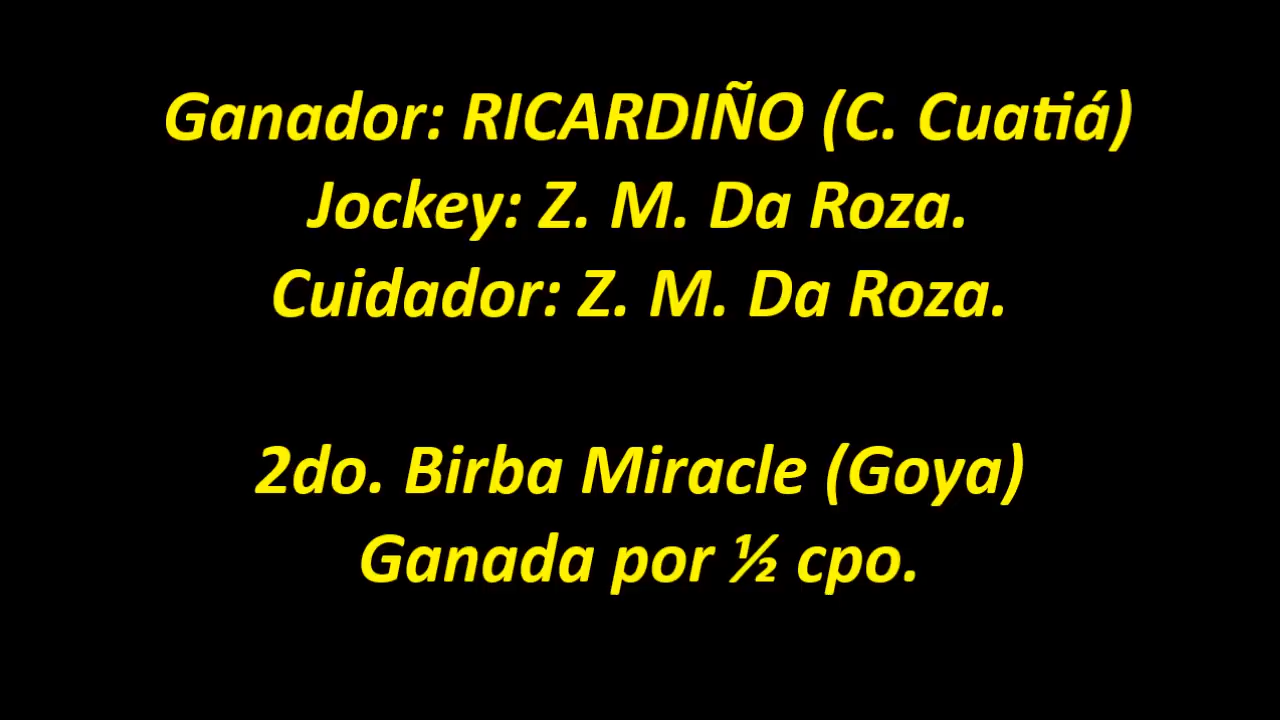 Ganador: RICARDIÑO (C. Cuatiá)
Jockey: Z. M. Da Roza.
Cuidador: Z. M. Da Roza.
2do. Birba Miracle (Goya)
Ganada por ½ cpo.